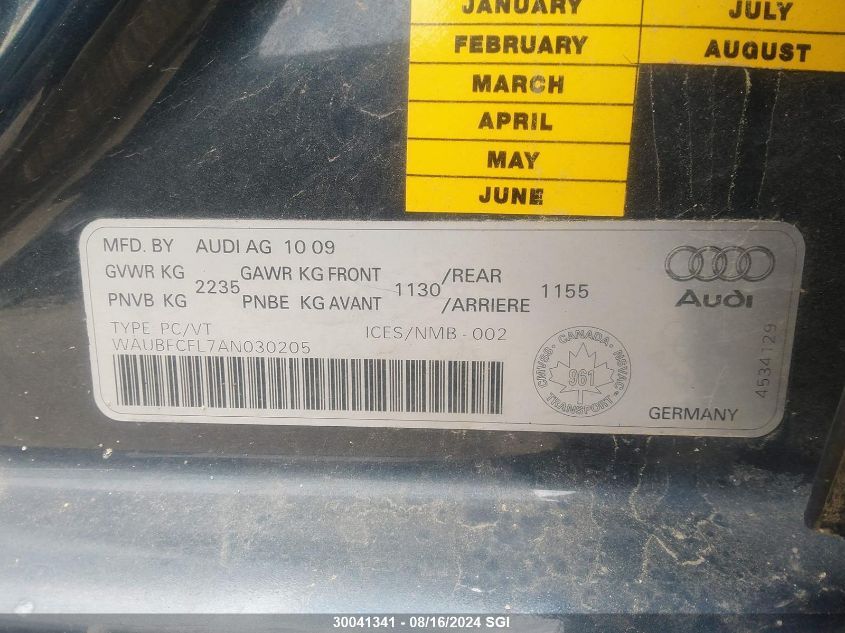 JANUARY JULY
FEBRUARY AUGUST
MARCH
APRIL
MAY
JUNE
MFD. BY AUDI AG 10 09
GVWR KG 2235 GAWR KG FRONT 1130 /REAR 1155
PNVB KG PNBE KG AVANT /ARRIERE
TYPE PC/VT ICES/NMB-002
WAUBFCFL7AN030205
Audi
CANADA
CMVSS NSVAC
961
TRANSPORT
4534129
GERMANY
30041341 - 08/16/2024 SGI